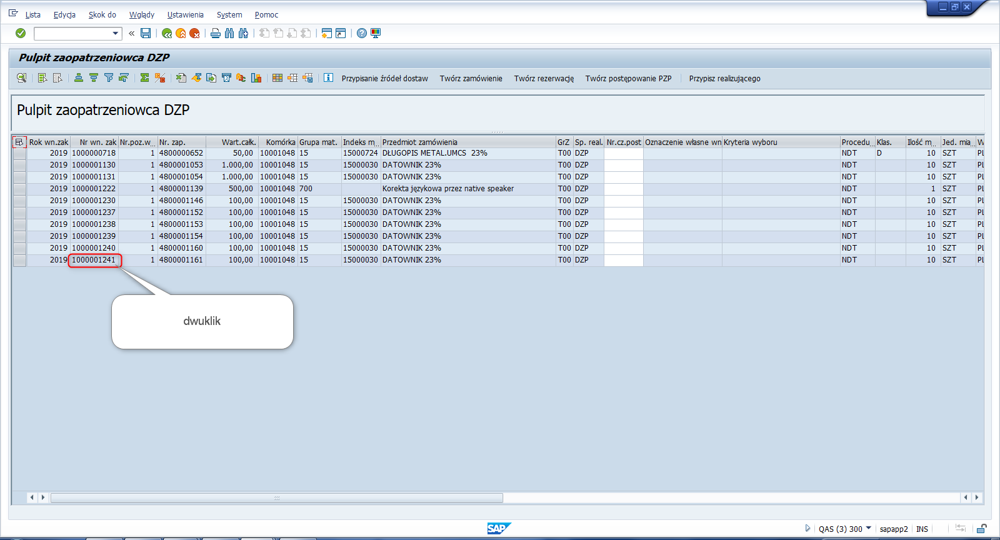 Lista Edycja Skok do Wglądy Ustawienia System Pomoc
Pulpit zaopatrzeniowca DZP
Przypisanie źródeł dostaw Twórz zamówienie Twórz rezerwację Twórz postępowanie PZP Przypisz realizującego
Pulpit zaopatrzeniowca DZP
Rok wn.zak Nr wn. zak Nr.poz.w... Nr. zap. Wart.całk. Komórka Grupa mat. Indeks m... Przedmiot zamówienia GrZ Sp. real. Nr.cz.post Oznaczenie własne wn Kryteria wyboru Procedu... Klas. Ilość m... Jed. mia... W
2019 1000000718 1 4800000652 50,00 10001048 15 15000724 DŁUGOPIS METAL.UMCS 23% T00 DZP NDT D 10 SZT PL
2019 1000001130 1 4800001053 1.000,00 10001048 15 15000030 DATOWNIK 23% T00 DZP NDT 10 SZT PL
2019 1000001131 1 4800001054 1.000,00 10001048 15 15000030 DATOWNIK 23% T00 DZP NDT 10 SZT PL
2019 1000001222 1 4800001139 500,00 10001048 700 Korekta językowa przez native speaker T00 DZP NDT 1 SZT PL
2019 1000001230 1 4800001146 100,00 10001048 15 15000030 DATOWNIK 23% T00 DZP NDT 10 SZT PL
2019 1000001237 1 4800001152 100,00 10001048 15 15000030 DATOWNIK 23% T00 DZP NDT 10 SZT PL
2019 1000001238 1 4800001153 100,00 10001048 15 15000030 DATOWNIK 23% T00 DZP NDT 10 SZT PL
2019 1000001239 1 4800001154 100,00 10001048 15 15000030 DATOWNIK 23% T00 DZP NDT 10 SZT PL
2019 1000001240 1 4800001160 100,00 10001048 15 15000030 DATOWNIK 23% T00 DZP NDT 10 SZT PL
2019 1000001241 1 4800001161 100,00 10001048 15 15000030 DATOWNIK 23% T00 DZP NDT 10 SZT PL
dwuklik
SAP QAS (3) 300 sapapp2 INS